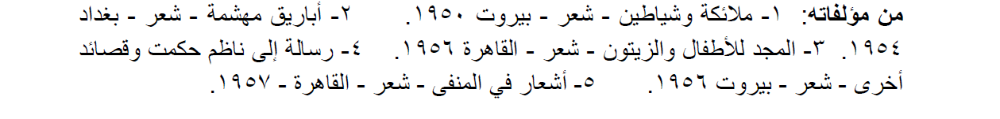 من مؤلفاته: ١- ملائكة وشياطين - شعر - بيروت ١٩٥٠. ٢- أباريق مهشمة - شعر - بغداد
١٩٥٤. ٣- المجد للأطفال والزيتون - شعر - القاهرة ١٩٥٦. ٤- رسالة إلى ناظم حكمت وقصائد
أخرى - شعر - بيروت ١٩٥٦. ٥- أشعار في المنفى - شعر - القاهرة - ١٩٥٧.